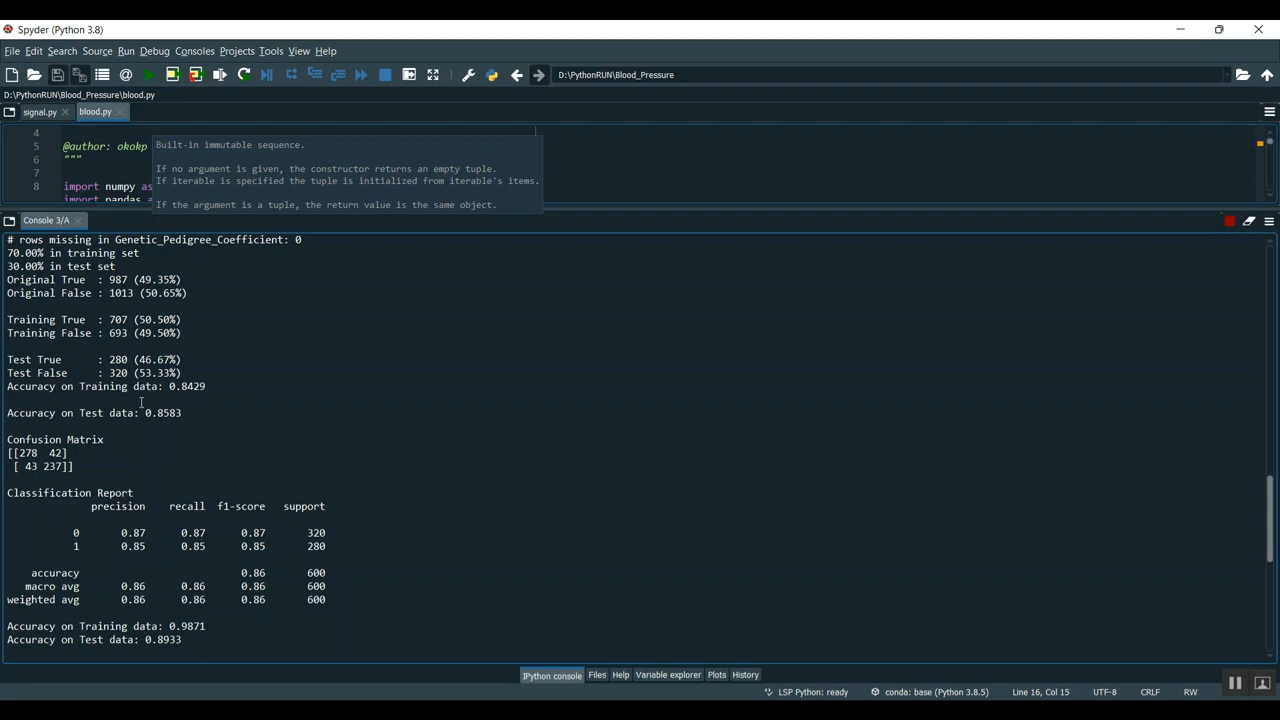 Spyder (Python 3.8)
File Edit Search Source Run Debug Consoles Projects Tools View Help
D:\PythonRUN\Blood_Pressure
D:\PythonRUN\Blood_Pressure\blood.py
signal.py blood.py
4
5 @author: okokp
6 """
7
8 import numpy as
import pandas
Built-in immutable sequence.
If no argument is given, the constructor returns an empty tuple.
If iterable is specified the tuple is initialized from iterable's items.
If the argument is a tuple, the return value is the same object.
Console 3/A
# rows missing in Genetic_Pedigree_Coefficient: 0
70.00% in training set
30.00% in test set
Original True : 987 (49.35%)
Original False : 1013 (50.65%)
Training True : 707 (50.50%)
Training False : 693 (49.50%)
Test True : 280 (46.67%)
Test False : 320 (53.33%)
Accuracy on Training data: 0.8429
Accuracy on Test data: 0.8583
Confusion Matrix
[[278 42]
[ 43 237]]
Classification Report
precision recall f1-score support
0 0.87 0.87 0.87 320
1 0.85 0.85 0.85 280
accuracy 0.86 600
macro avg 0.86 0.86 0.86 600
weighted avg 0.86 0.86 0.86 600
Accuracy on Training data: 0.9871
Accuracy on Test data: 0.8933
IPython console Files Help Variable explorer Plots History
LSP Python: ready conda: base (Python 3.8.5) Line 16, Col 15 UTF-8 CRLF RW